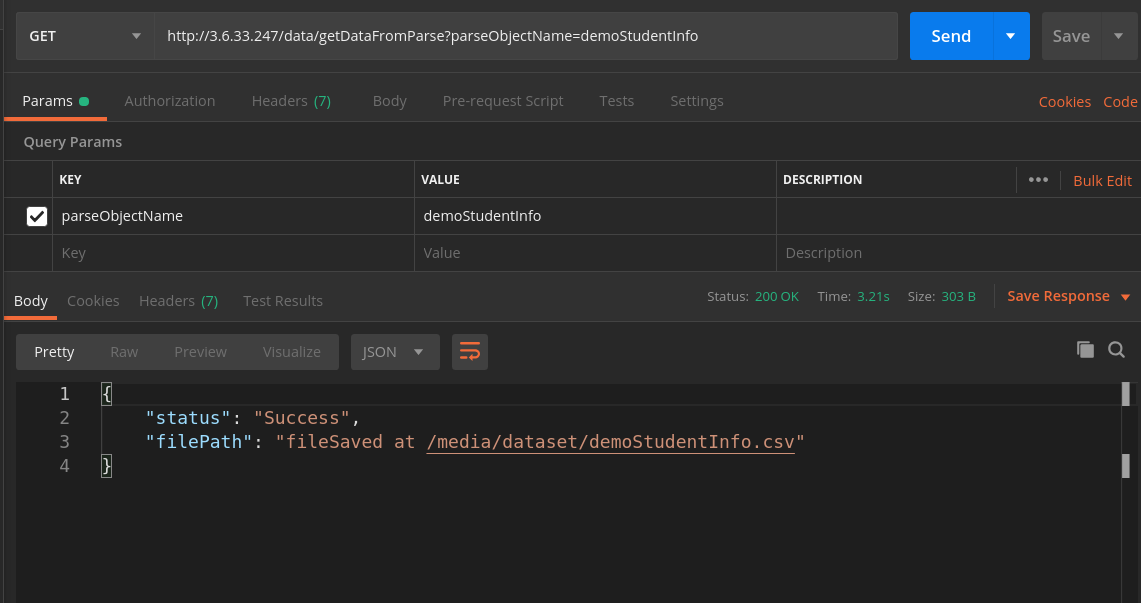 GET http://3.6.33.247/data/getDataFromParse?parseObjectName=demoStudentInfo Send Save
Params Authorization Headers (7) Body Pre-request Script Tests Settings Cookies Code
Query Params
KEY VALUE DESCRIPTION ••• Bulk Edit
parseObjectName demoStudentInfo
Key Value Description
Body Cookies Headers (7) Test Results Status: 200 OK Time: 3.21s Size: 303 B Save Response
Pretty Raw Preview Visualize JSON
1 {
2 "status": "Success",
3 "filePath": "fileSaved at /media/dataset/demoStudentInfo.csv"
4 }